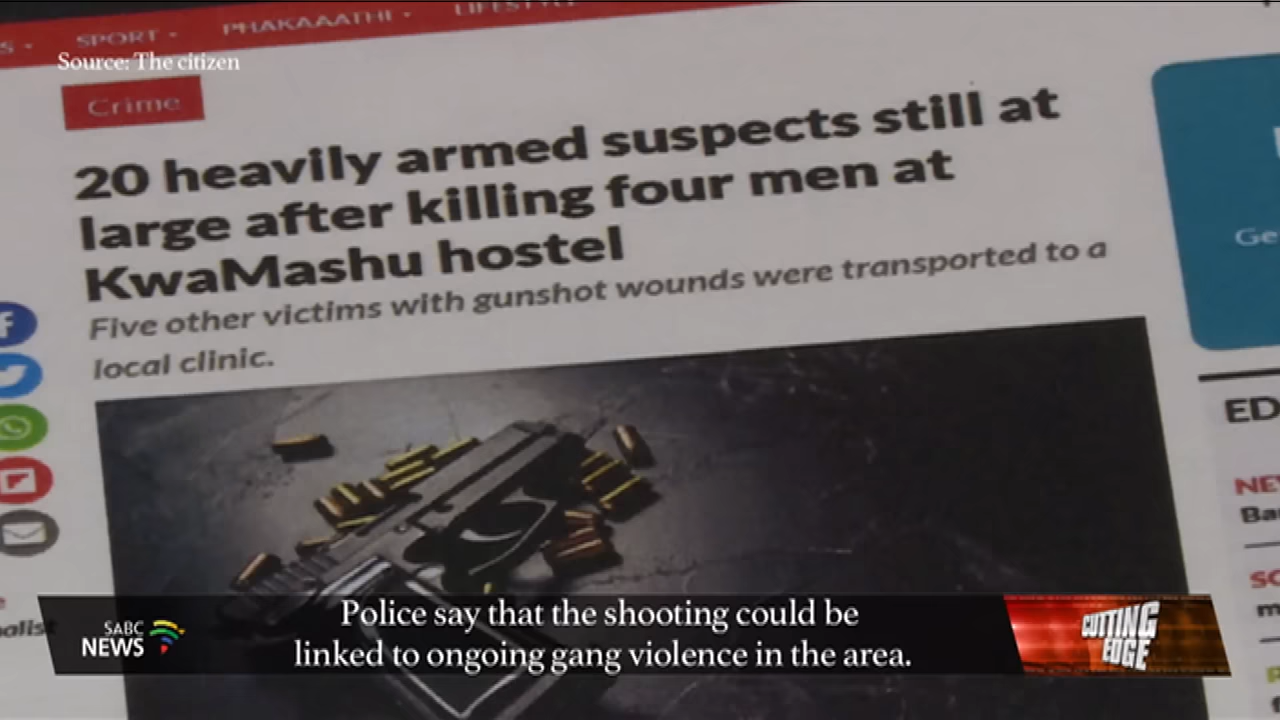 SPORT
PHAKAAATHI
LIFESTYLE
Source: The citizen
Crime
20 heavily armed suspects still at
large after killing four men at
KwaMashu hostel
Five other victims with gunshot wounds were transported to a
local clinic.
Ge
ED
Police say that the shooting could be
linked to ongoing gang violence in the area.
SABC
NEWS
CUTTING
EDGE